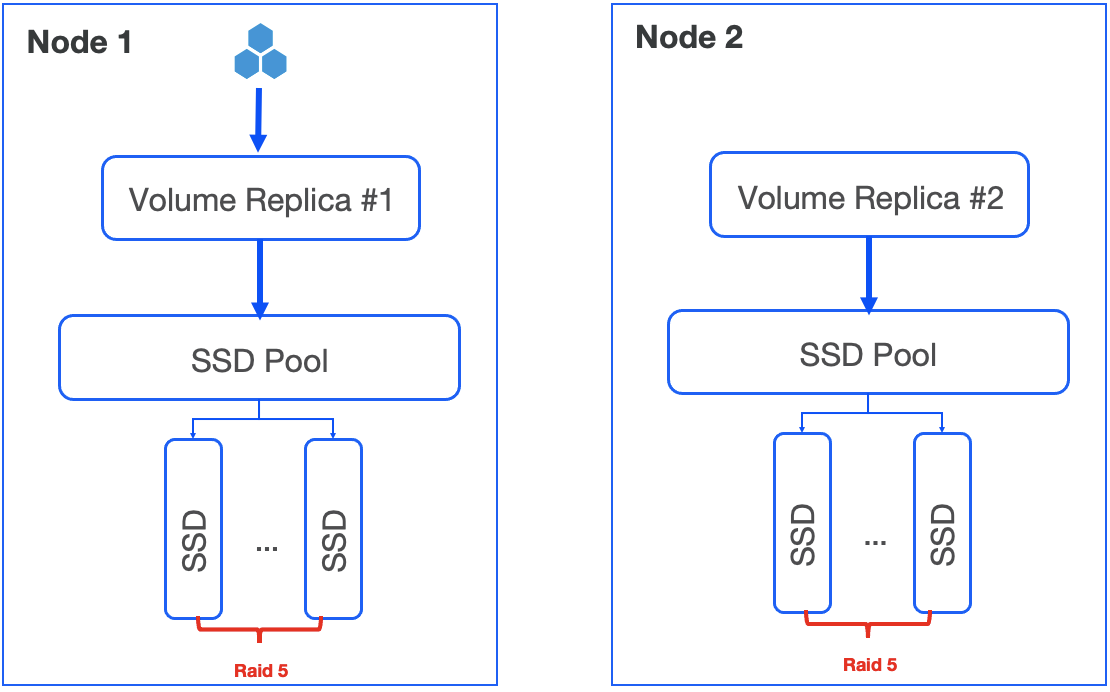 Node 1
Volume Replica #1
SSD Pool
SSD
...
SSD
Raid 5
Node 2
Volume Replica #2
SSD Pool
SSD
...
SSD
Raid 5